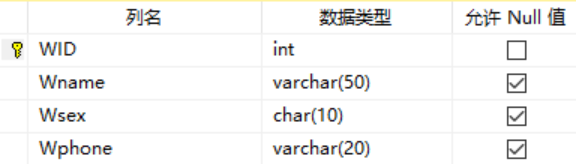 列名 数据类型 允许 Null 值
WID int
Wname varchar(50)
Wsex char(10)
Wphone varchar(20)